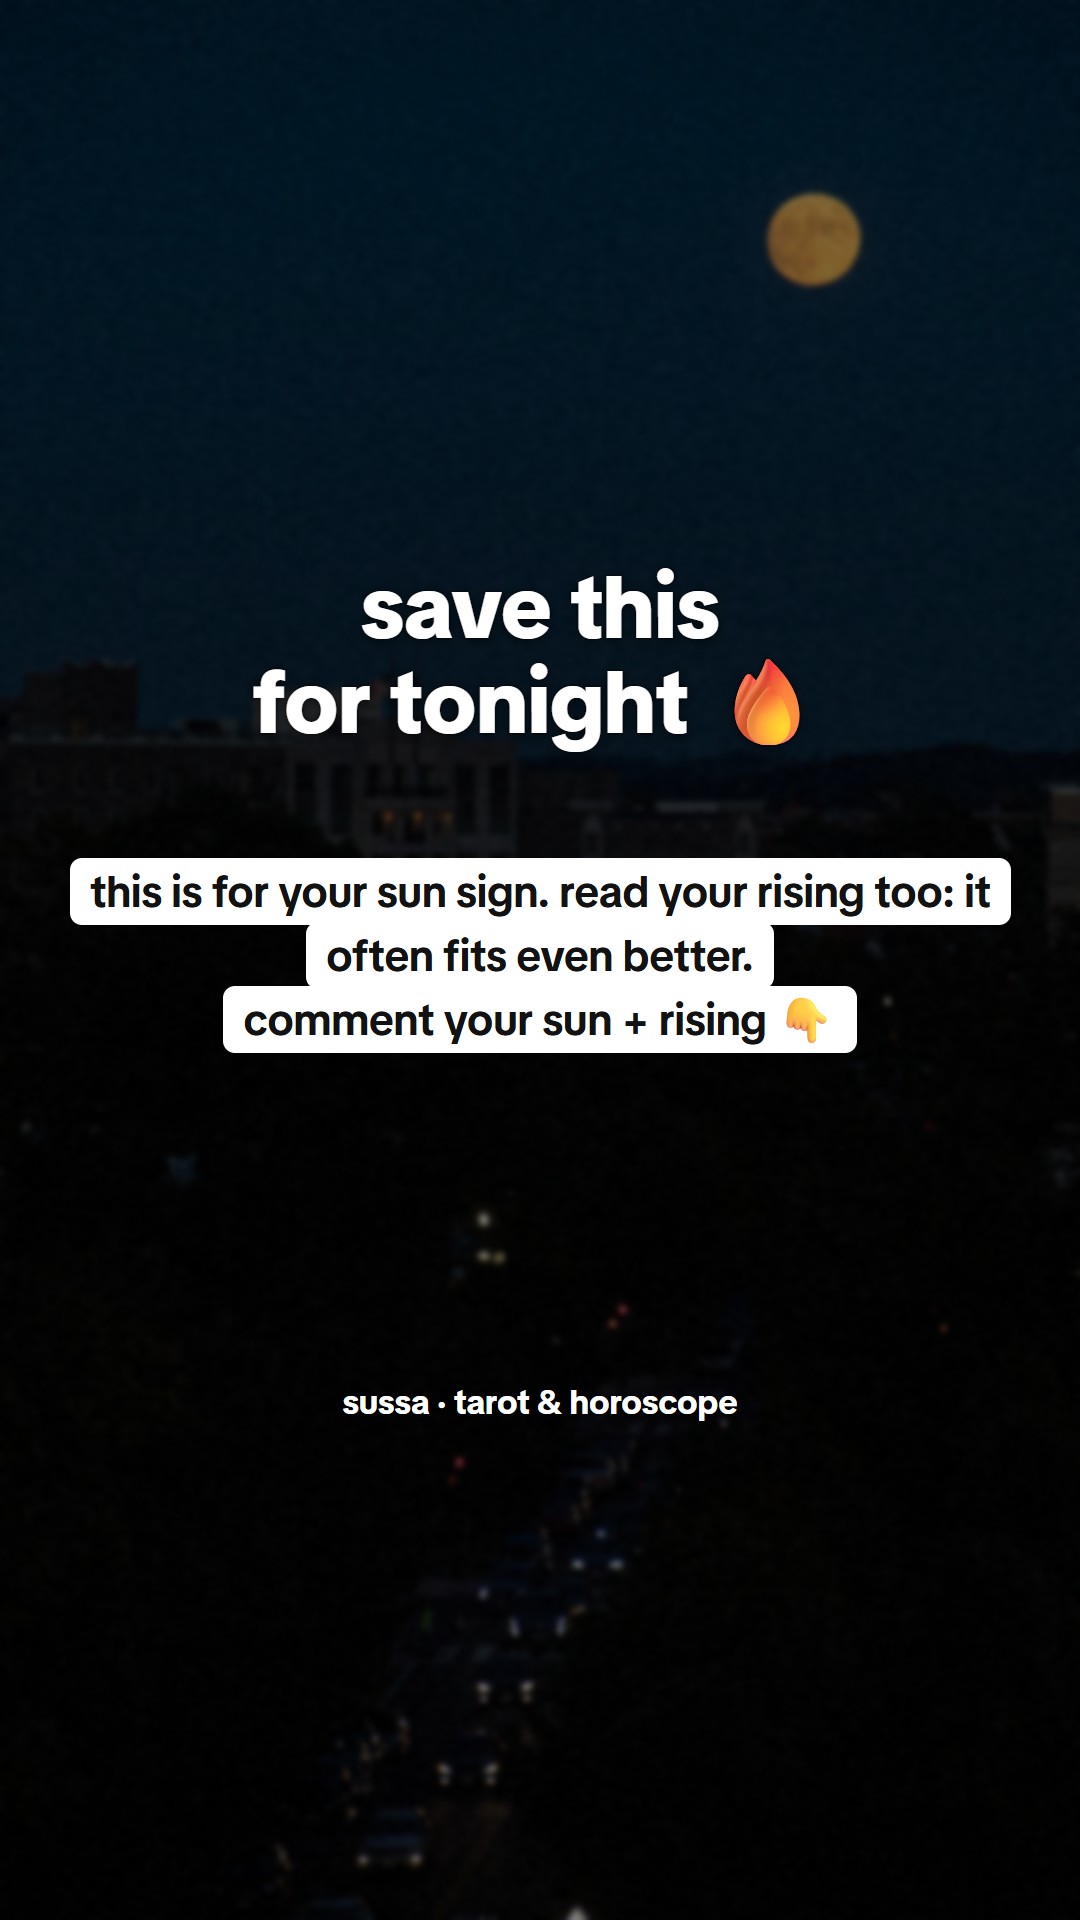 save this
for tonight 🔥
this is for your sun sign. read your rising too: it
often fits even better.
comment your sun + rising 👇
sussa · tarot & horoscope